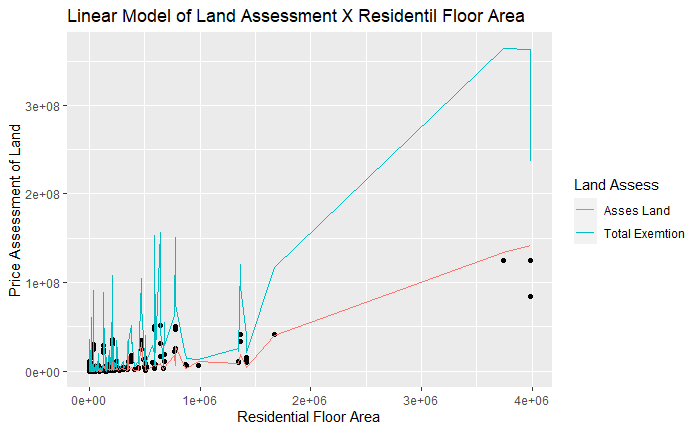 Linear Model of Land Assessment X Residentil Floor Area
Price Assessment of Land
3e+08
2e+08
1e+08
0e+00
0e+00 1e+06 2e+06 3e+06 4e+06
Residential Floor Area
Land Assess
Asses Land
Total Exemtion